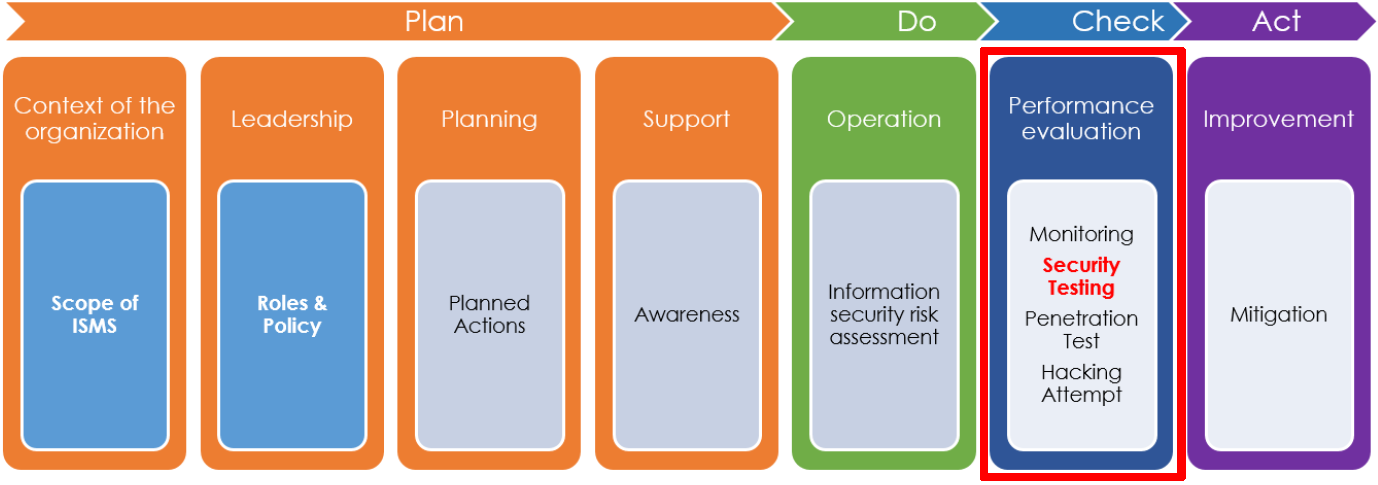 Plan
Do
Check
Act
Context of the
organization
Scope of
ISMS
Leadership
Roles &
Policy
Planning
Planned
Actions
Support
Awareness
Operation
Information
security risk
assessment
Performance
evaluation
Monitoring
Security
Testing
Penetration
Test
Hacking
Attempt
Improvement
Mitigation